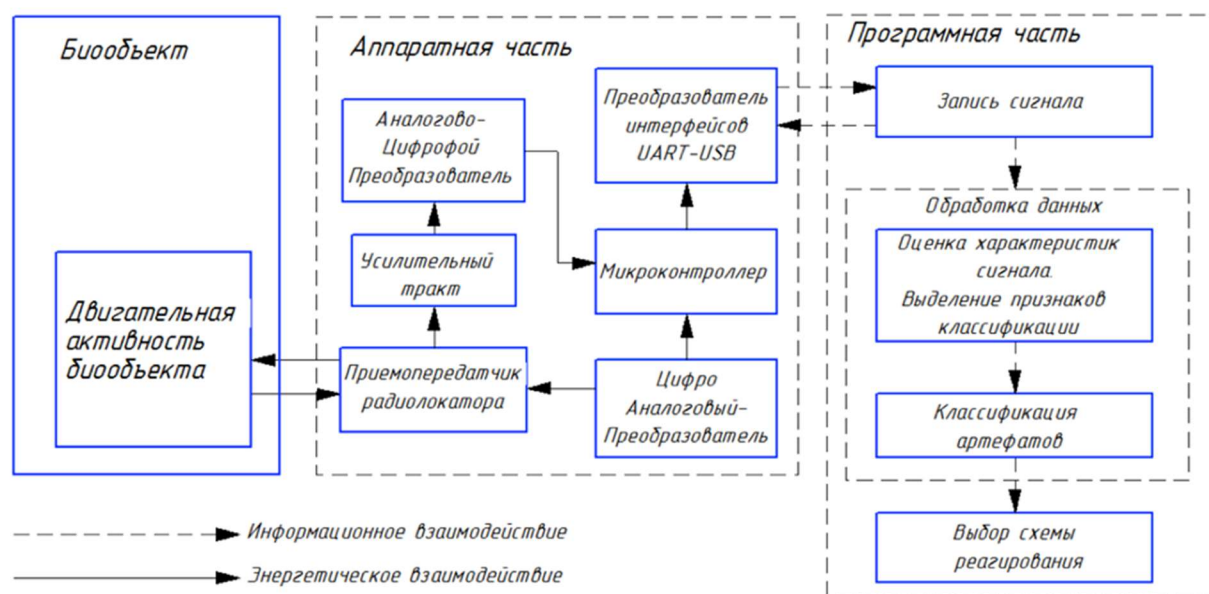 Биообъект
Двигательная
активность
биообъекта
Аппаратная часть
Аналогово-
Цифрофой
Преобразователь
Усилительный
тракт
Приемопередатчик
радиолокатора
Преобразователь
интерфейсов
UART-USB
Микроконтроллер
Цифро
Аналоговый-
Преобразователь
Программная часть
Запись сигнала
Обработка данных
Оценка характеристик
сигнала.
Выделение признаков
классификации
Классификация
артефатов
Выбор схемы
реагирования
Информационное взаимодействие
Энергетическое взаимодействие